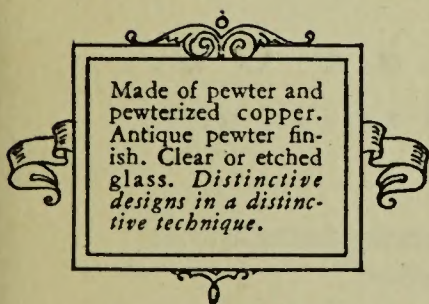 Made of pewter and
pewterized copper.
Antique pewter fin-
ish. Clear or etched
glass. Distinctive
designs in a distinc-
tive technique.